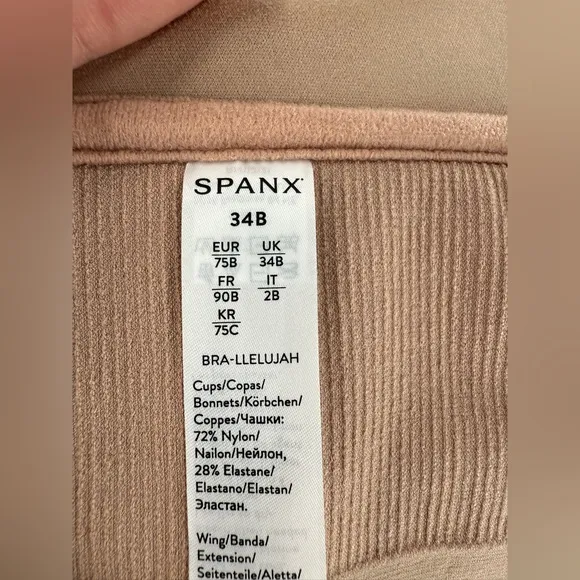 SPANX
34B
EUR UK
75B 34B
FR IT
90B 2B
KR
75C
BRA-LLELUJAH
Cups/Copas/
Bonnets/Körbchen/
Coppes/Чашки:
72% Nylon/
Nailon/Нейлон,
28% Elastane/
Elastano/Elastan/
Эластан.
Wing/Banda/
Extension/
Seitenteile/Aletta/